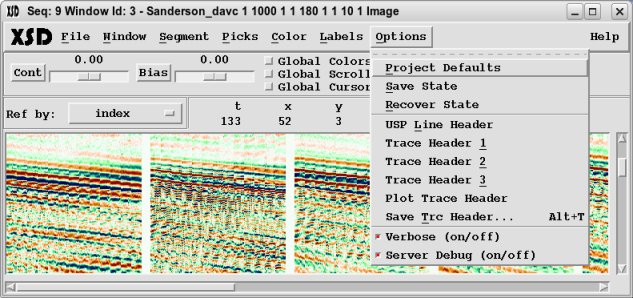 Seq: 9 Window Id: 3 - Sanderson_davc 1 1000 1 1 180 1 1 10 1 Image
XSD File Window Segment Picks Color Labels Options Help
0.00 0.00
Cont Bias
Global Colors
Global Scroll
Global Cursor
Ref by: index
t x y
133 52 3
Project Defaults
Save State
Recover State
USP Line Header
Trace Header 1
Trace Header 2
Trace Header 3
Plot Trace Header
Save Trc Header... Alt+T
Verbose (on/off)
Server Debug (on/off)